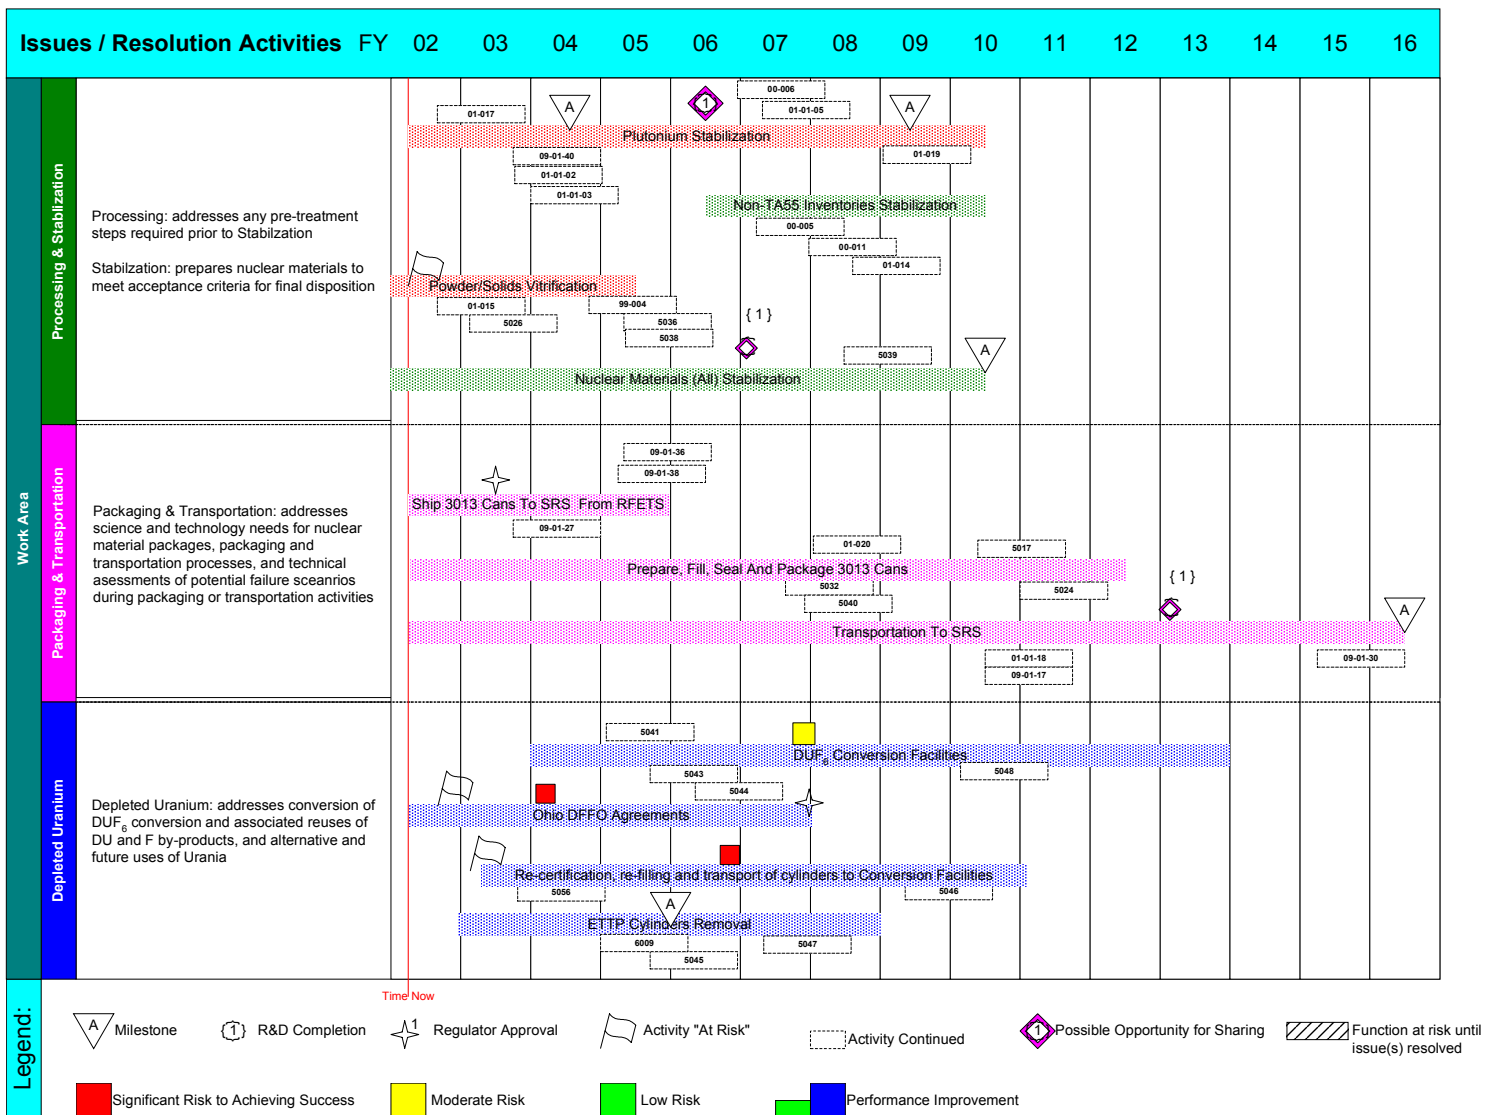 Issues / Resolution Activities FY 02 03 04 05 06 07 08 09 10 11 12 13 14 15 16
Work Area
Processing & Stablization
Processing: addresses any pre-treatment
steps required prior to Stabilzation
Stabilzation: prepares nuclear materials to
meet acceptance criteria for final disposition
00-006
01-017
A
1
01-01-05
A
Plutonium Stabilization
09-01-40
01-019
01-01-02
01-01-03
Non-TA55 Inventories Stabilization
00-005
00-011
01-014
Powder/Solids Vitrification
01-015
99-004
5026
5036
{ 1 }
5038
5039
A
Nuclear Materials (All) Stabilization
Packaging & Transportation
Packaging & Transportation: addresses
science and technology needs for nuclear
material packages, packaging and
transportation processes, and technical
asessments of potential failure sceanrios
during packaging or transportation activities
09-01-36
09-01-38
Ship 3013 Cans To SRS From RFETS
09-01-27
01-020
5017
Prepare, Fill, Seal And Package 3013 Cans
5032
5024
{ 1 }
5040
A
Transportation To SRS
01-01-18
09-01-30
09-01-17
Depleted Uranium
Depleted Uranium: addresses conversion of
DUF6 conversion and associated reuses of
DU and F by-products, and alternative and
future uses of Urania
5041
DUF6 Conversion Facilities
5043
5048
5044
Ohio DFFO Agreements
Re-certification, re-filling and transport of cylinders to Conversion Facilities
5056
5046
A
ETTP Cylinders Removal
6009
5047
5045
Time Now
Legend:
A Milestone
1 R&D Completion
1 Regulator Approval
Activity "At Risk"
Activity Continued
1 Possible Opportunity for Sharing
Function at risk until
issue(s) resolved
Significant Risk to Achieving Success
Moderate Risk
Low Risk
Performance Improvement